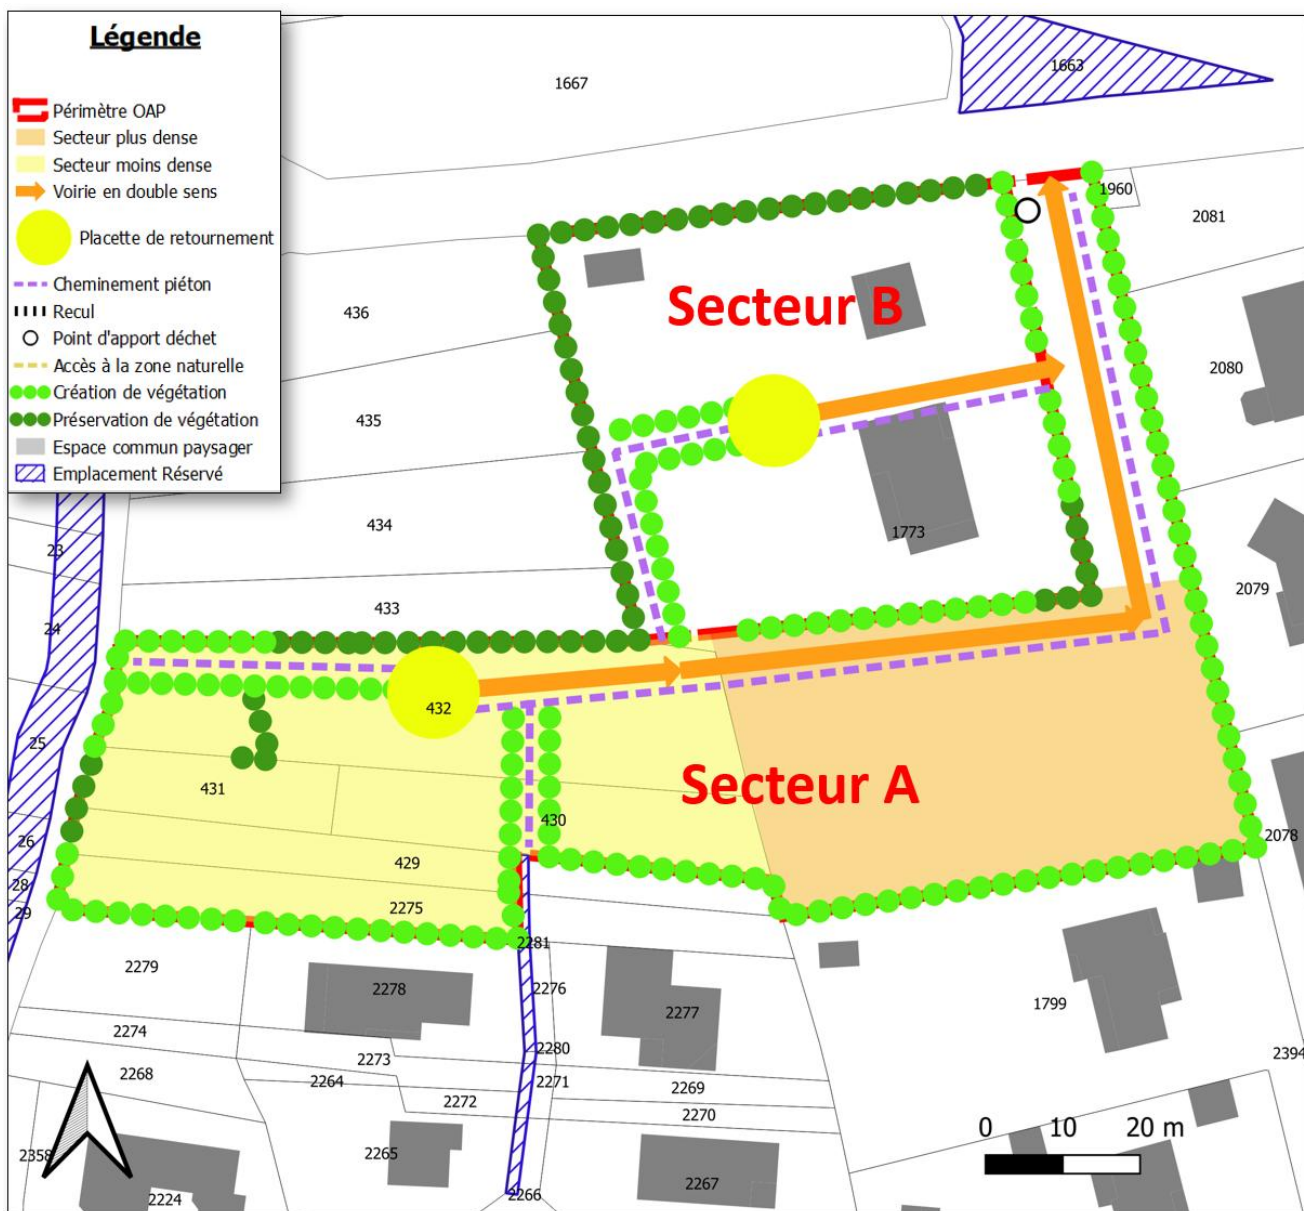 Légende
Périmètre OAP
Secteur plus dense
Secteur moins dense
Voirie en double sens
Placette de retournement
Cheminement piéton
Recul
Point d'apport déchet
Accès à la zone naturelle
Création de végétation
Préservation de végétation
Espace commun paysager
Emplacement Réservé
1667
1663
1960
2081
436
Secteur B
2080
435
434
1773
23
433
2079
24
432
25
431
Secteur A
430
26
2078
429
28
2275
29
2281
2279
2278
2276
2277
1799
2274
2273
2280
2394
2268
2264
2271
2269
2272
2270
0 10 20 m
2358
2265
2224
2266
2267